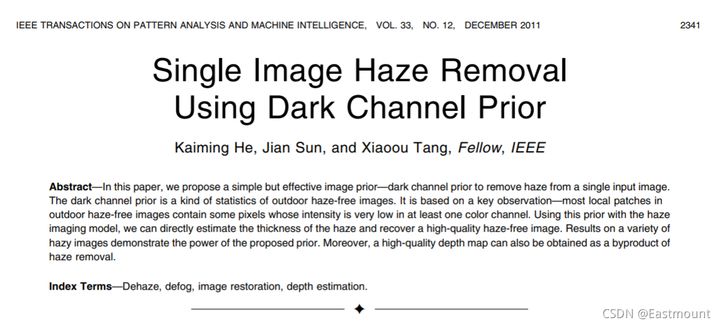 IEEE TRANSACTIONS ON PATTERN ANALYSIS AND MACHINE INTELLIGENCE, VOL. 33, NO. 12, DECEMBER 2011 2341
Single Image Haze Removal
Using Dark Channel Prior
Kaiming He, Jian Sun, and Xiaoou Tang, Fellow, IEEE
Abstract—In this paper, we propose a simple but effective image prior—dark channel prior to remove haze from a single input image.
The dark channel prior is a kind of statistics of outdoor haze-free images. It is based on a key observation—most local patches in
outdoor haze-free images contain some pixels whose intensity is very low in at least one color channel. Using this prior with the haze
imaging model, we can directly estimate the thickness of the haze and recover a high-quality haze-free image. Results on a variety of
hazy images demonstrate the power of the proposed prior. Moreover, a high-quality depth map can also be obtained as a byproduct of
haze removal.
Index Terms—Dehaze, defog, image restoration, depth estimation.
CSDN @Eastmount